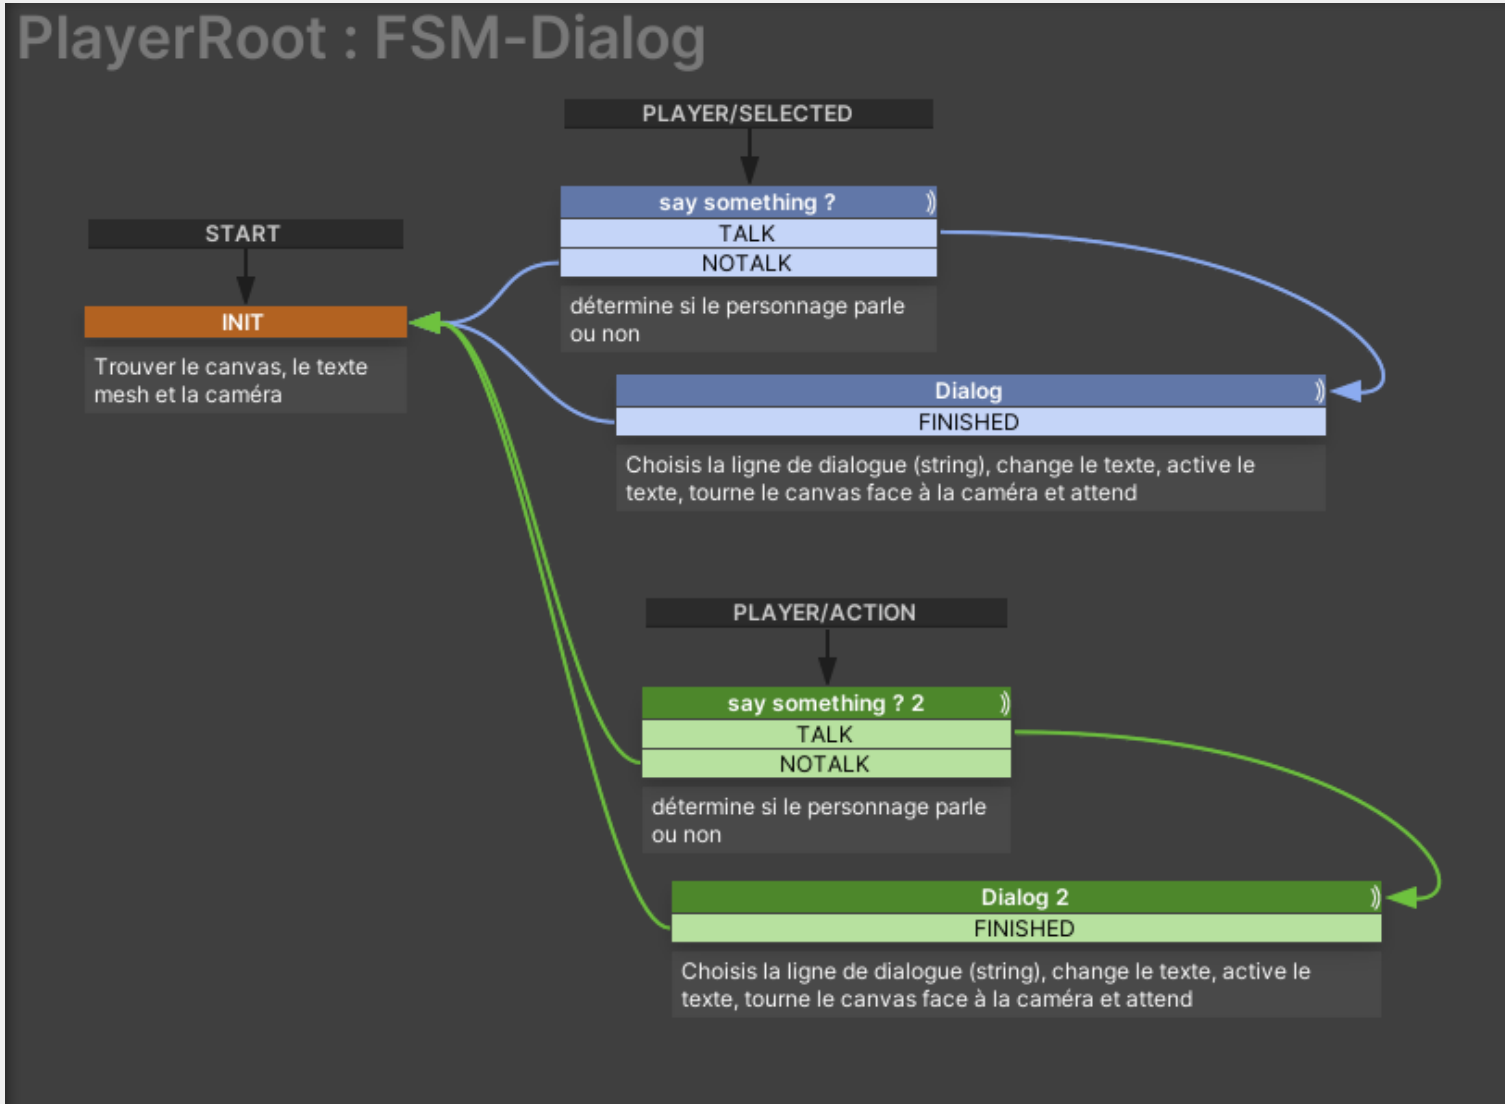 PlayerRoot : FSM-Dialog
PLAYER/SELECTED
say something ?
TALK
NOTALK
détermine si le personnage parle
ou non
START
INIT
Trouver le canvas, le texte
mesh et la caméra
Dialog
FINISHED
Choisis la ligne de dialogue (string), change le texte, active le
texte, tourne le canvas face à la caméra et attend
PLAYER/ACTION
say something ? 2
TALK
NOTALK
détermine si le personnage parle
ou non
Dialog 2
FINISHED
Choisis la ligne de dialogue (string), change le texte, active le
texte, tourne le canvas face à la caméra et attend